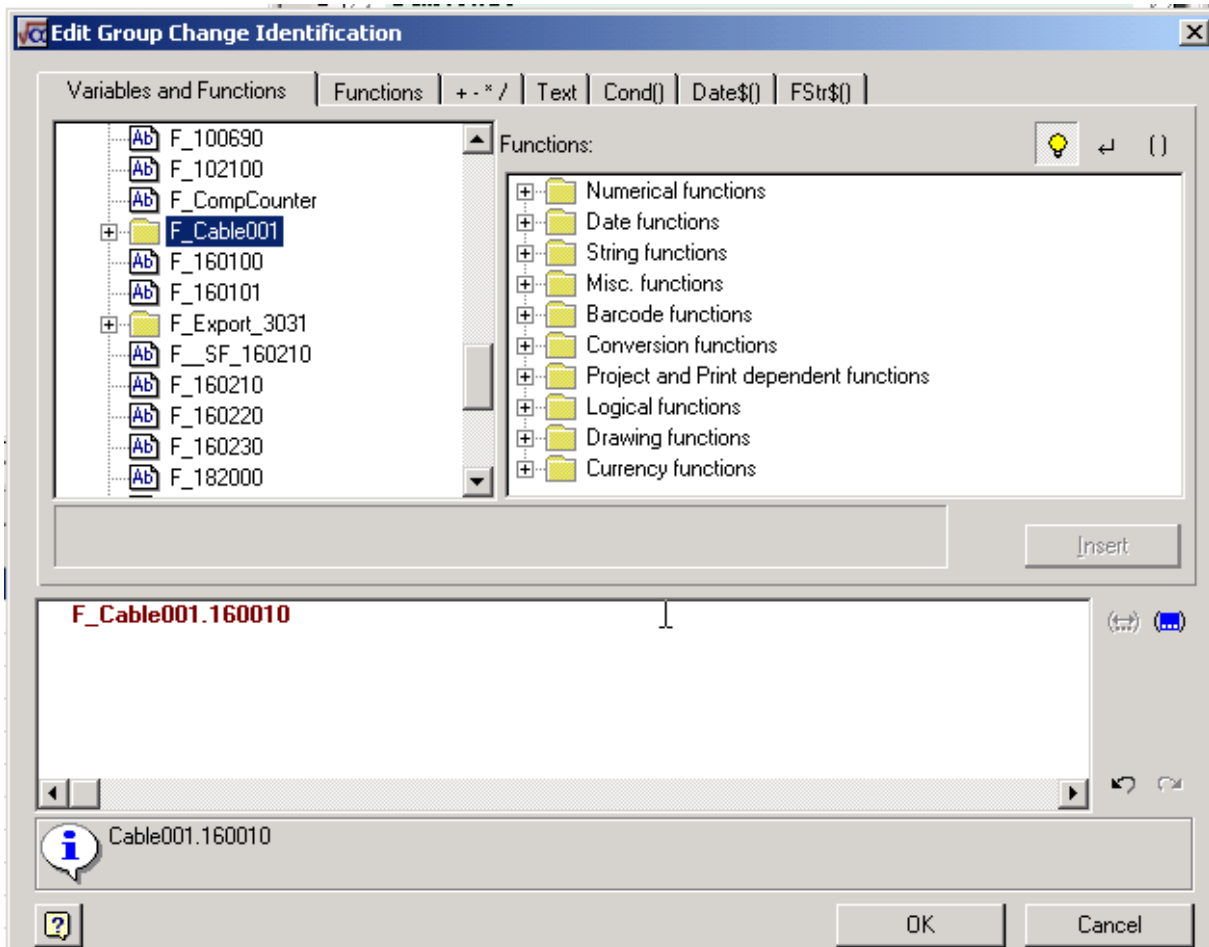 Edit Group Change Identification
Variables and Functions Functions + - * / Text Cond() Date$() FStr$()
F_100690
F_102100
F_CompCounter
F_Cable001
F_160100
F_160101
F_Export_3031
F__SF_160210
F_160210
F_160220
F_160230
F_182000
Functions:
Numerical functions
Date functions
String functions
Misc. functions
Barcode functions
Conversion functions
Project and Print dependent functions
Logical functions
Drawing functions
Currency functions
Insert
F_Cable001.160010
Cable001.160010
OK Cancel